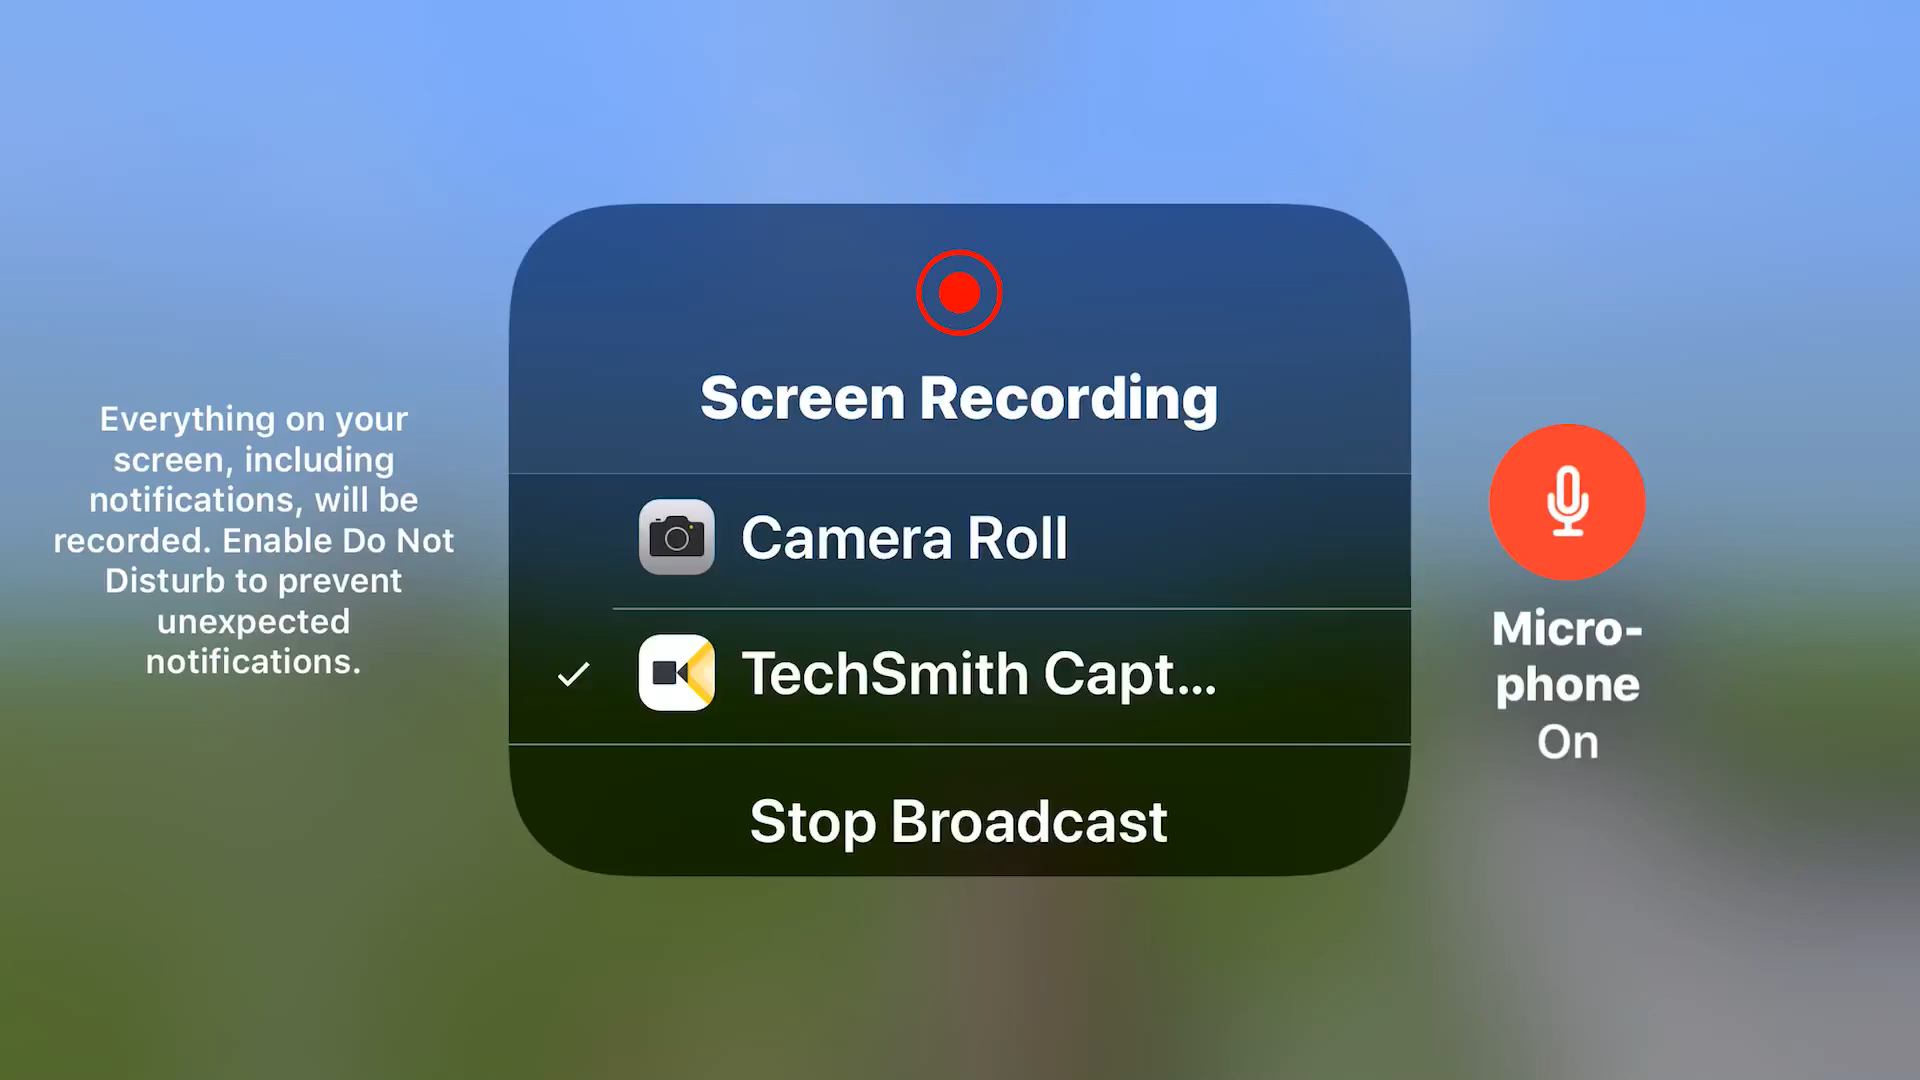 Everything on your
screen, including
notifications, will be
recorded. Enable Do Not
Disturb to prevent
unexpected
notifications.
Screen Recording
Camera Roll
TechSmith Capt...
Stop Broadcast
Micro-
phone
On